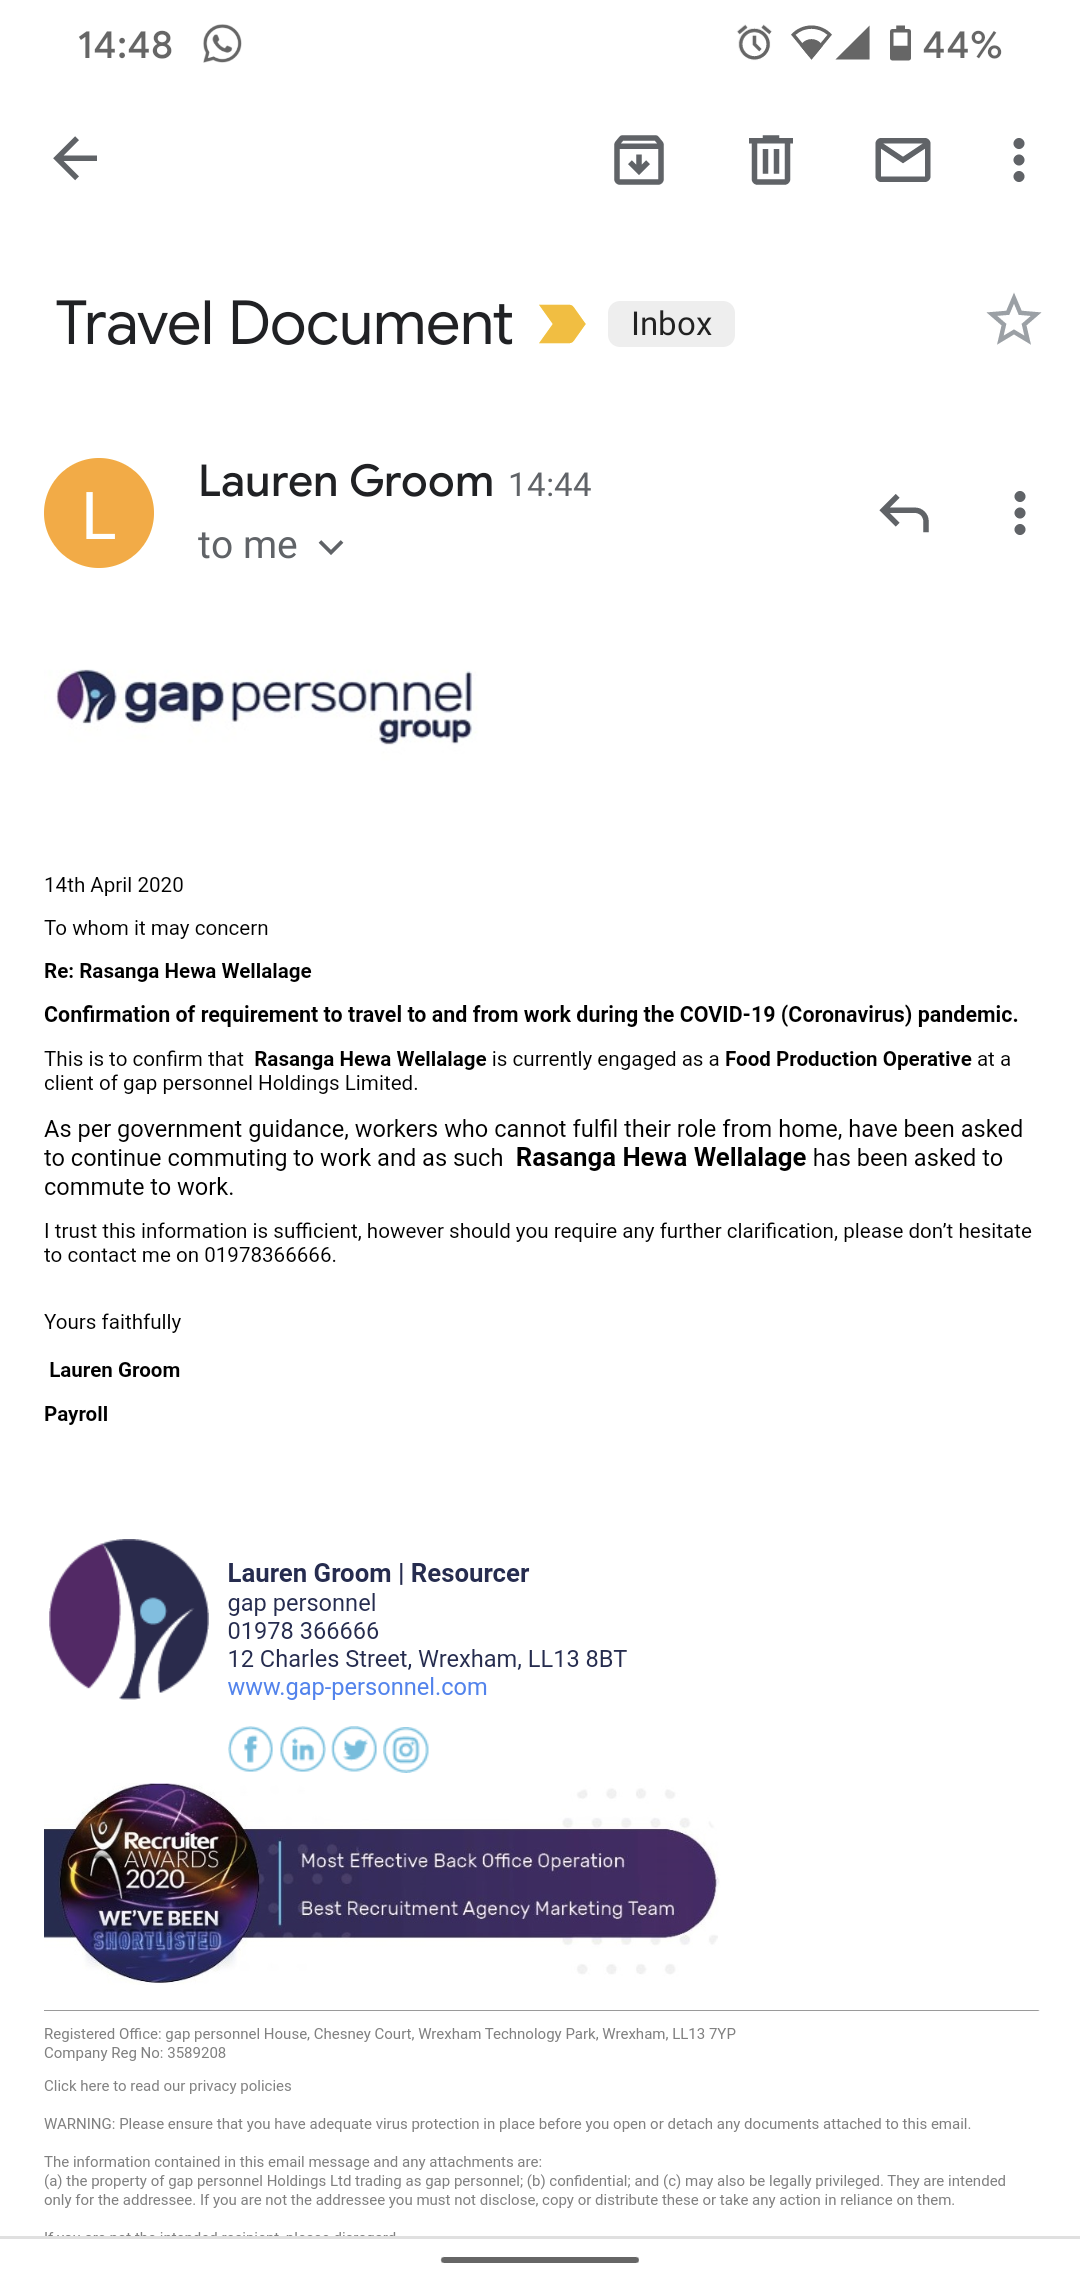 14:48
44%
Travel Document
Inbox
L
Lauren Groom 14:44
to me
gap personnel
group
14th April 2020
To whom it may concern
Re: Rasanga Hewa Wellalage
Confirmation of requirement to travel to and from work during the COVID-19 (Coronavirus) pandemic.
This is to confirm that Rasanga Hewa Wellalage is currently engaged as a Food Production Operative at a
client of gap personnel Holdings Limited.
As per government guidance, workers who cannot fulfil their role from home, have been asked
to continue commuting to work and as such Rasanga Hewa Wellalage has been asked to
commute to work.
I trust this information is sufficient, however should you require any further clarification, please don’t hesitate
to contact me on 01978366666.
Yours faithfully
Lauren Groom
Payroll
Lauren Groom | Resourcer
gap personnel
01978 366666
12 Charles Street, Wrexham, LL13 8BT
www.gap-personnel.com
Recruiter
AWARDS
2020
WE'VE BEEN
SHORTLISTED
Most Effective Back Office Operation
Best Recruitment Agency Marketing Team
Registered Office: gap personnel House, Chesney Court, Wrexham Technology Park, Wrexham, LL13 7YP
Company Reg No: 3589208
Click here to read our privacy policies
WARNING: Please ensure that you have adequate virus protection in place before you open or detach any documents attached to this email.
The information contained in this email message and any attachments are:
(a) the property of gap personnel Holdings Ltd trading as gap personnel; (b) confidential; and (c) may also be legally privileged. They are intended
only for the addressee. If you are not the addressee you must not disclose, copy or distribute these or take any action in reliance on them.
If you are not the intended recipient, please disregard